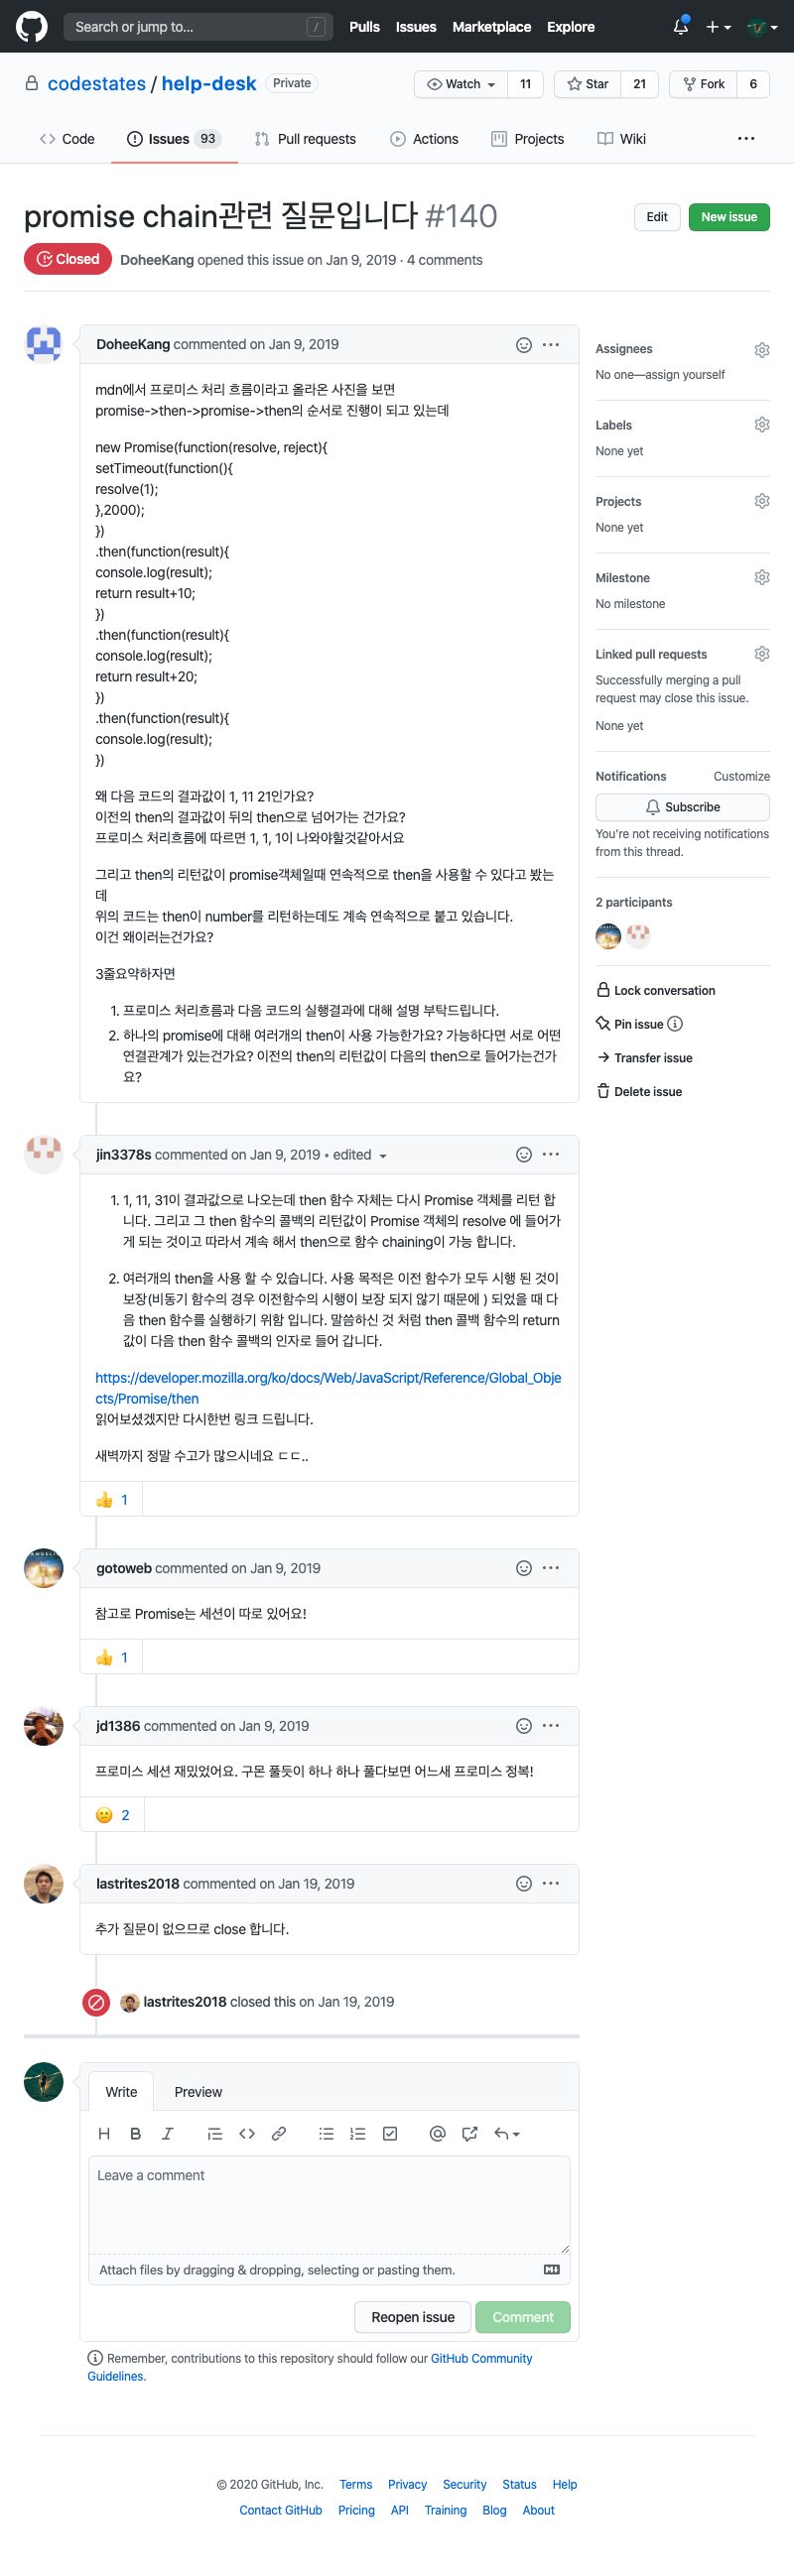 Search or jump to... /
Pulls Issues Marketplace Explore
codestates / help-desk Private
Watch 11 Star 21 Fork 6
Code Issues 93 Pull requests Actions Projects Wiki ...
promise chain관련 질문입니다 #140
Edit New issue
Closed DoheeKang opened this issue on Jan 9, 2019 · 4 comments
DoheeKang commented on Jan 9, 2019
mdn에서 프로미스 처리 흐름이라고 올라온 사진을 보면
promise->then->promise->then의 순서로 진행이 되고 있는데
new Promise(function(resolve, reject){
setTimeout(function(){
resolve(1);
},2000);
})
.then(function(result){
console.log(result);
return result+10;
})
.then(function(result){
console.log(result);
return result+20;
})
.then(function(result){
console.log(result);
})
왜 다음 코드의 결과값이 1, 11 21인가요?
이전의 then의 결과값이 뒤의 then으로 넘어가는 건가요?
프로미스 처리흐름에 따르면 1, 1, 1이 나와야할것같아서요
그리고 then의 리턴값이 promise객체일때 연속적으로 then을 사용할 수 있다고 봤는
데
위의 코드는 then이 number를 리턴하는데도 계속 연속적으로 붙고 있습니다.
이건 왜이러는건가요?
3줄요약하자면
1. 프로미스 처리흐름과 다음 코드의 실행결과에 대해 설명 부탁드립니다.
2. 하나의 promise에 대해 여러개의 then이 사용 가능한가요? 가능하다면 서로 어떤
연결관계가 있는건가요? 이전의 then의 리턴값이 다음의 then으로 들어가는건가
요?
Assignees
No one—assign yourself
Labels
None yet
Projects
None yet
Milestone
No milestone
Linked pull requests
Successfully merging a pull
request may close this issue.
None yet
Notifications Customize
Subscribe
You're not receiving notifications
from this thread.
2 participants
Lock conversation
Pin issue
Transfer issue
Delete issue
jin3378s commented on Jan 9, 2019 • edited
1. 1, 11, 31이 결과값으로 나오는데 then 함수 자체는 다시 Promise 객체를 리턴 합
니다. 그리고 그 then 함수의 콜백의 리턴값이 Promise 객체의 resolve 에 들어가
게 되는 것이고 따라서 계속 해서 then으로 함수 chaining이 가능 합니다.
2. 여러개의 then을 사용 할 수 있습니다. 사용 목적은 이전 함수가 모두 시행 된 것이
보장(비동기 함수의 경우 이전함수의 시행이 보장 되지 않기 때문에 ) 되었을 때 다
음 then 함수를 실행하기 위함 입니다. 말씀하신 것 처럼 then 콜백 함수의 return
값이 다음 then 함수 콜백의 인자로 들어 갑니다.
https://developer.mozilla.org/ko/docs/Web/JavaScript/Reference/Global_Obje
cts/Promise/then
읽어보셨겠지만 다시한번 링크 드립니다.
새벽까지 정말 수고가 많으시네요 ㄷㄷ..
👍 1
gotoweb commented on Jan 9, 2019
참고로 Promise는 세션이 따로 있어요!
👍 1
jd1386 commented on Jan 9, 2019
프로미스 세션 재밌었어요. 구몬 풀듯이 하나 하나 풀다보면 어느새 프로미스 정복!
😕 2
lastrites2018 commented on Jan 19, 2019
추가 질문이 없으므로 close 합니다.
lastrites2018 closed this on Jan 19, 2019
Write Preview
Leave a comment
Attach files by dragging & dropping, selecting or pasting them.
Reopen issue Comment
Remember, contributions to this repository should follow our GitHub Community
Guidelines.
© 2020 GitHub, Inc. Terms Privacy Security Status Help
Contact GitHub Pricing API Training Blog About